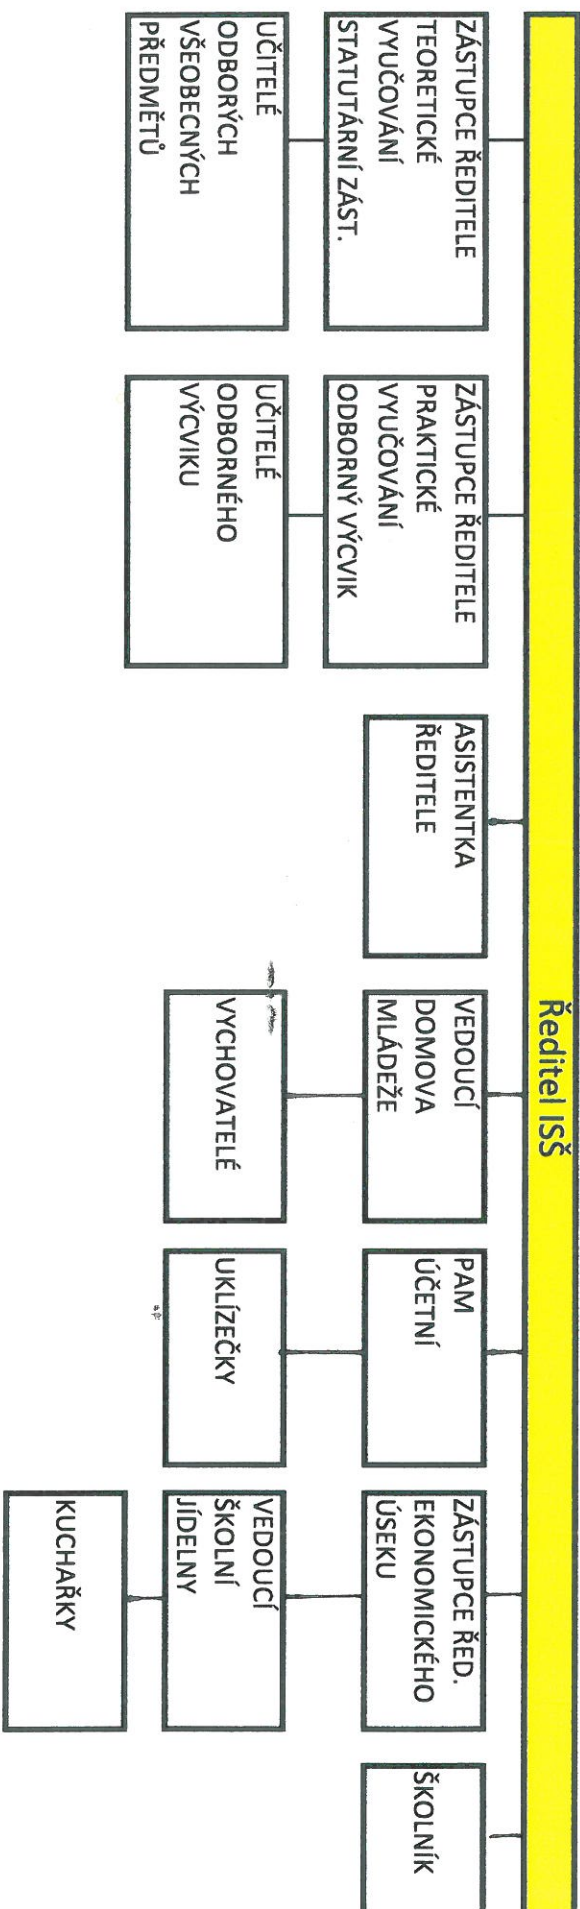 Ředitel ISŠ
ZÁSTUPCE ŘEDITELE
TEORETICKÉ
VYUČOVÁNÍ
STATUTÁRNÍ ZÁST.
ZÁSTUPCE ŘEDITELE
PRAKTICKÉ
VYUČOVÁNÍ
ODBORNÝ VÝCVIK
ASISTENTKA
ŘEDITELE
VEDOUCÍ
DOMOVA
MLÁDEŽE
PAM
ÚČETNÍ
ZÁSTUPCE ŘED.
EKONOMICKÉHO
ÚSEKU
ŠKOLNÍK
UČITELÉ
ODBORÝCH
VŠEOBECNÝCH
PŘEDMĚTŮ
UČITELÉ
ODBORNÉHO
VÝCVIKU
VYCHOVATELÉ
UKLÍZEČKY
VEDOUCÍ
ŠKOLNÍ
JÍDELNY
KUCHAŘKY